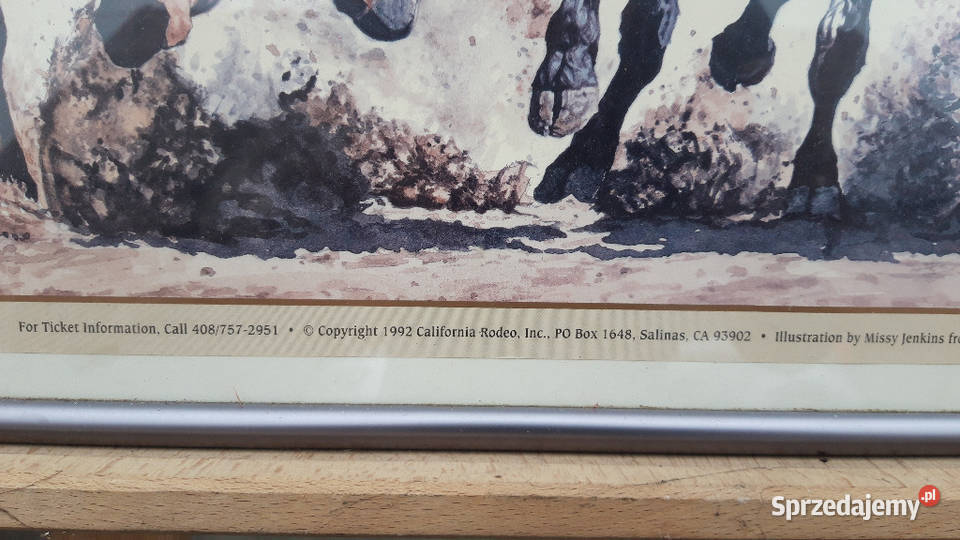 For Ticket Information, Call 408/757-2951 • © Copyright 1992 California Rodeo, Inc., PO Box 1648, Salinas, CA 93902 • Illustration by Missy Jenkins
Sprzedajemy.pl